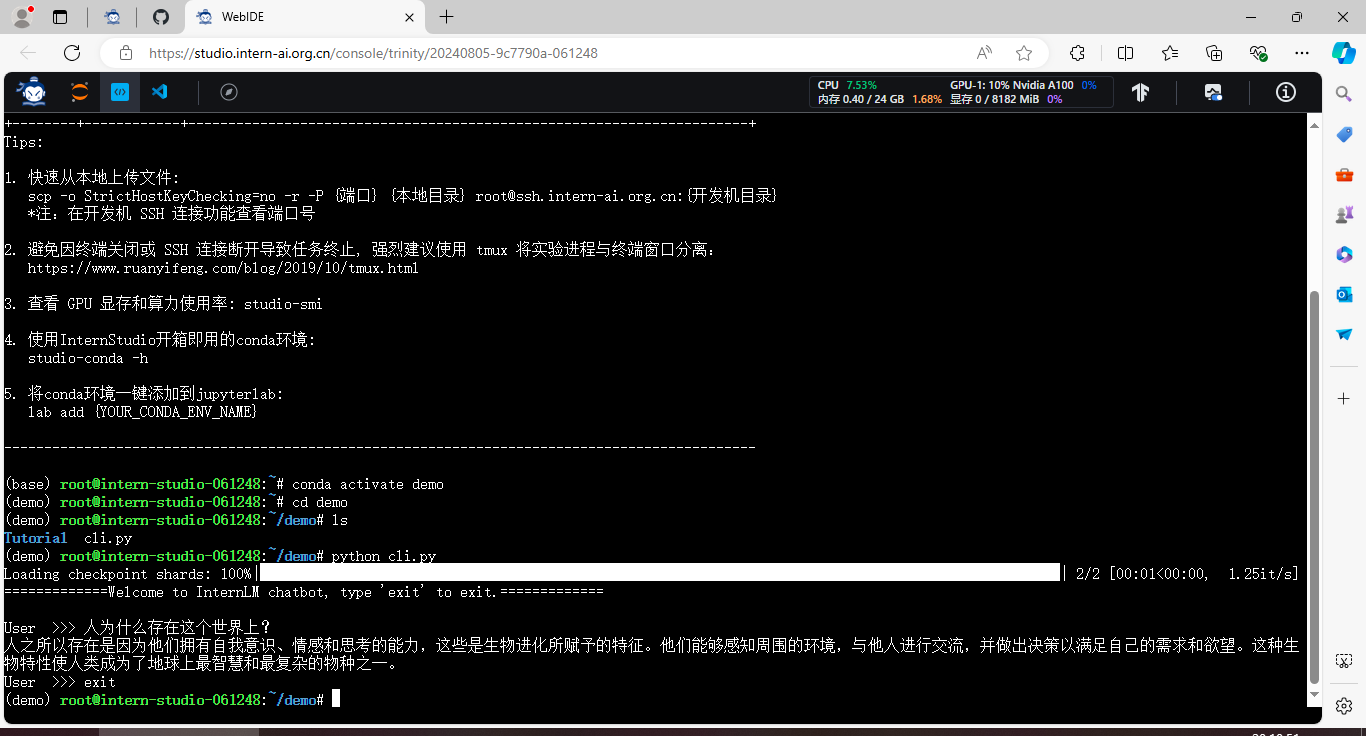 WebIDE
https://studio.intern-ai.org.cn/console/trinity/20240805-9c7790a-061248
CPU 7.53% GPU-1: 10% Nvidia A100 0%
内存 0.40 / 24 GB 1.68% 显存 0 / 8182 MiB 0%
+--------+-----------+----------------------------------------------------------------------+
Tips:
1. 快速从本地上传文件:
scp -o StrictHostKeyChecking=no -r -P {端口} {本地目录} root@ssh.intern-ai.org.cn:{开发机目录}
*注: 在开发机 SSH 连接功能查看端口号
2. 避免因终端关闭或 SSH 连接断开导致任务终止, 强烈建议使用 tmux 将实验进程与终端窗口分离:
https://www.ruanyifeng.com/blog/2019/10/tmux.html
3. 查看 GPU 显存和算力使用率: studio-smi
4. 使用InternStudio开箱即用的conda环境:
studio-conda -h
5. 将conda环境一键添加到jupyterlab:
lab add {YOUR_CONDA_ENV_NAME}
--------------------------------------------------------------------------------------------
(base) root@intern-studio-061248:~# conda activate demo
(demo) root@intern-studio-061248:~# cd demo
(demo) root@intern-studio-061248:~/demo# ls
Tutorial cli.py
(demo) root@intern-studio-061248:~/demo# python cli.py
Loading checkpoint shards: 100%| | 2/2 [00:01<00:00, 1.25it/s]
=============Welcome to InternLM chatbot, type 'exit' to exit.=============
User >>> 人为什么存在这个世界上?
人之所以存在是因为他们拥有自我意识、情感和思考的能力，这些是生物进化所赋予的特征。他们能够感知周围的环境，与他人进行交流，并做出决策以满足自己的需求和欲望。这种生
物特性使人类成为了地球上最智慧和最复杂的物种之一。
User >>> exit
(demo) root@intern-studio-061248:~/demo#